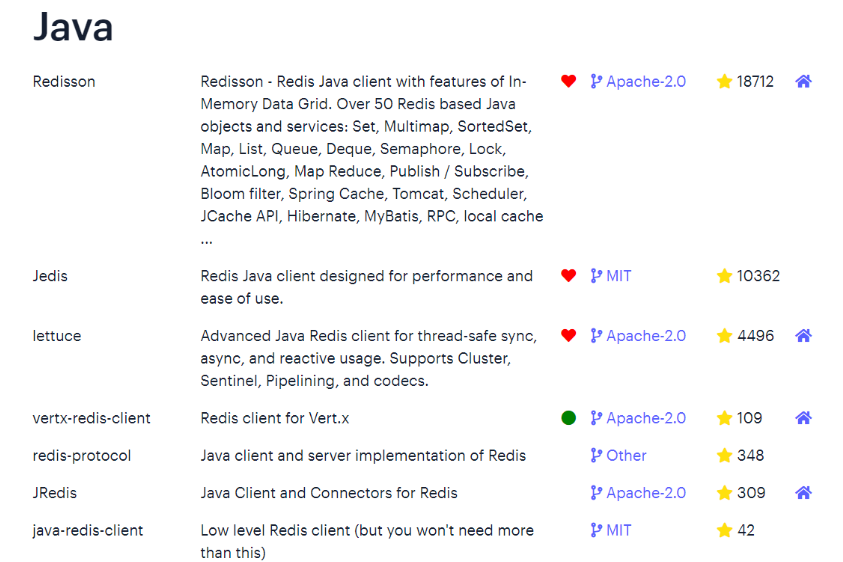 Java
Redisson Redisson - Redis Java client with features of In- Apache-2.0 18712
Memory Data Grid. Over 50 Redis based Java
objects and services: Set, Multimap, SortedSet,
Map, List, Queue, Deque, Semaphore, Lock,
AtomicLong, Map Reduce, Publish / Subscribe,
Bloom filter, Spring Cache, Tomcat, Scheduler,
JCache API, Hibernate, MyBatis, RPC, local cache
...
Jedis Redis Java client designed for performance and MIT 10362
ease of use.
lettuce Advanced Java Redis client for thread-safe sync, Apache-2.0 4496
async, and reactive usage. Supports Cluster,
Sentinel, Pipelining, and codecs.
vertx-redis-client Redis client for Vert.x Apache-2.0 109
redis-protocol Java client and server implementation of Redis Other 348
JRedis Java Client and Connectors for Redis Apache-2.0 309
java-redis-client Low level Redis client (but you won't need more MIT 42
than this)